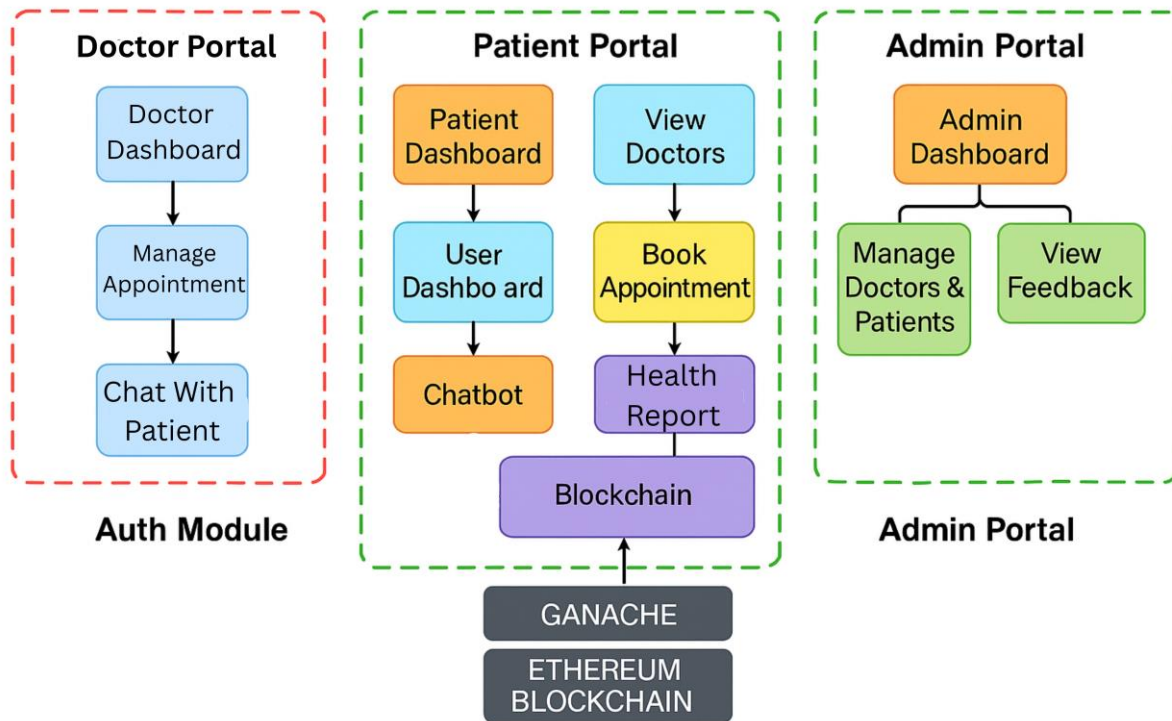 Doctor Portal
Doctor
Dashboard
Manage
Appointment
Chat With
Patient
Auth Module
Patient Portal
Patient
Dashboard
User
Dashbo ard
Chatbot
View
Doctors
Book
Appointment
Health
Report
Blockchain
GANACHE
ETHEREUM
BLOCKCHAIN
Admin Portal
Admin
Dashboard
Manage
Doctors &
Patients
View
Feedback
Admin Portal